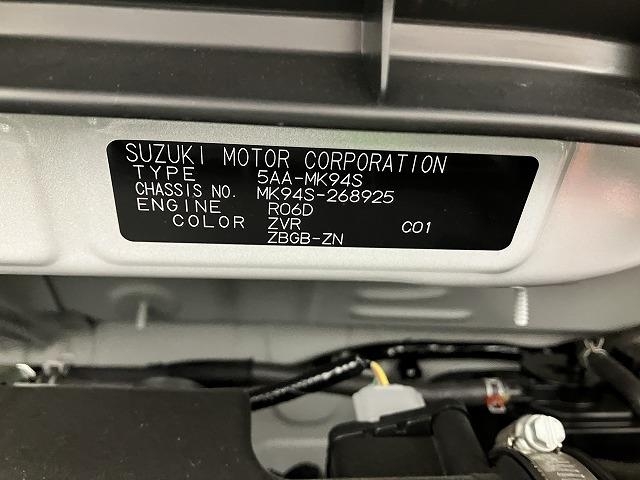 SUZUKI MOTOR CORPORATION
TYPE 5AA-MK94S
CHASSIS NO. MK94S-268925
ENGINE R06D
COLOR ZVR C01
ZBGB-ZN